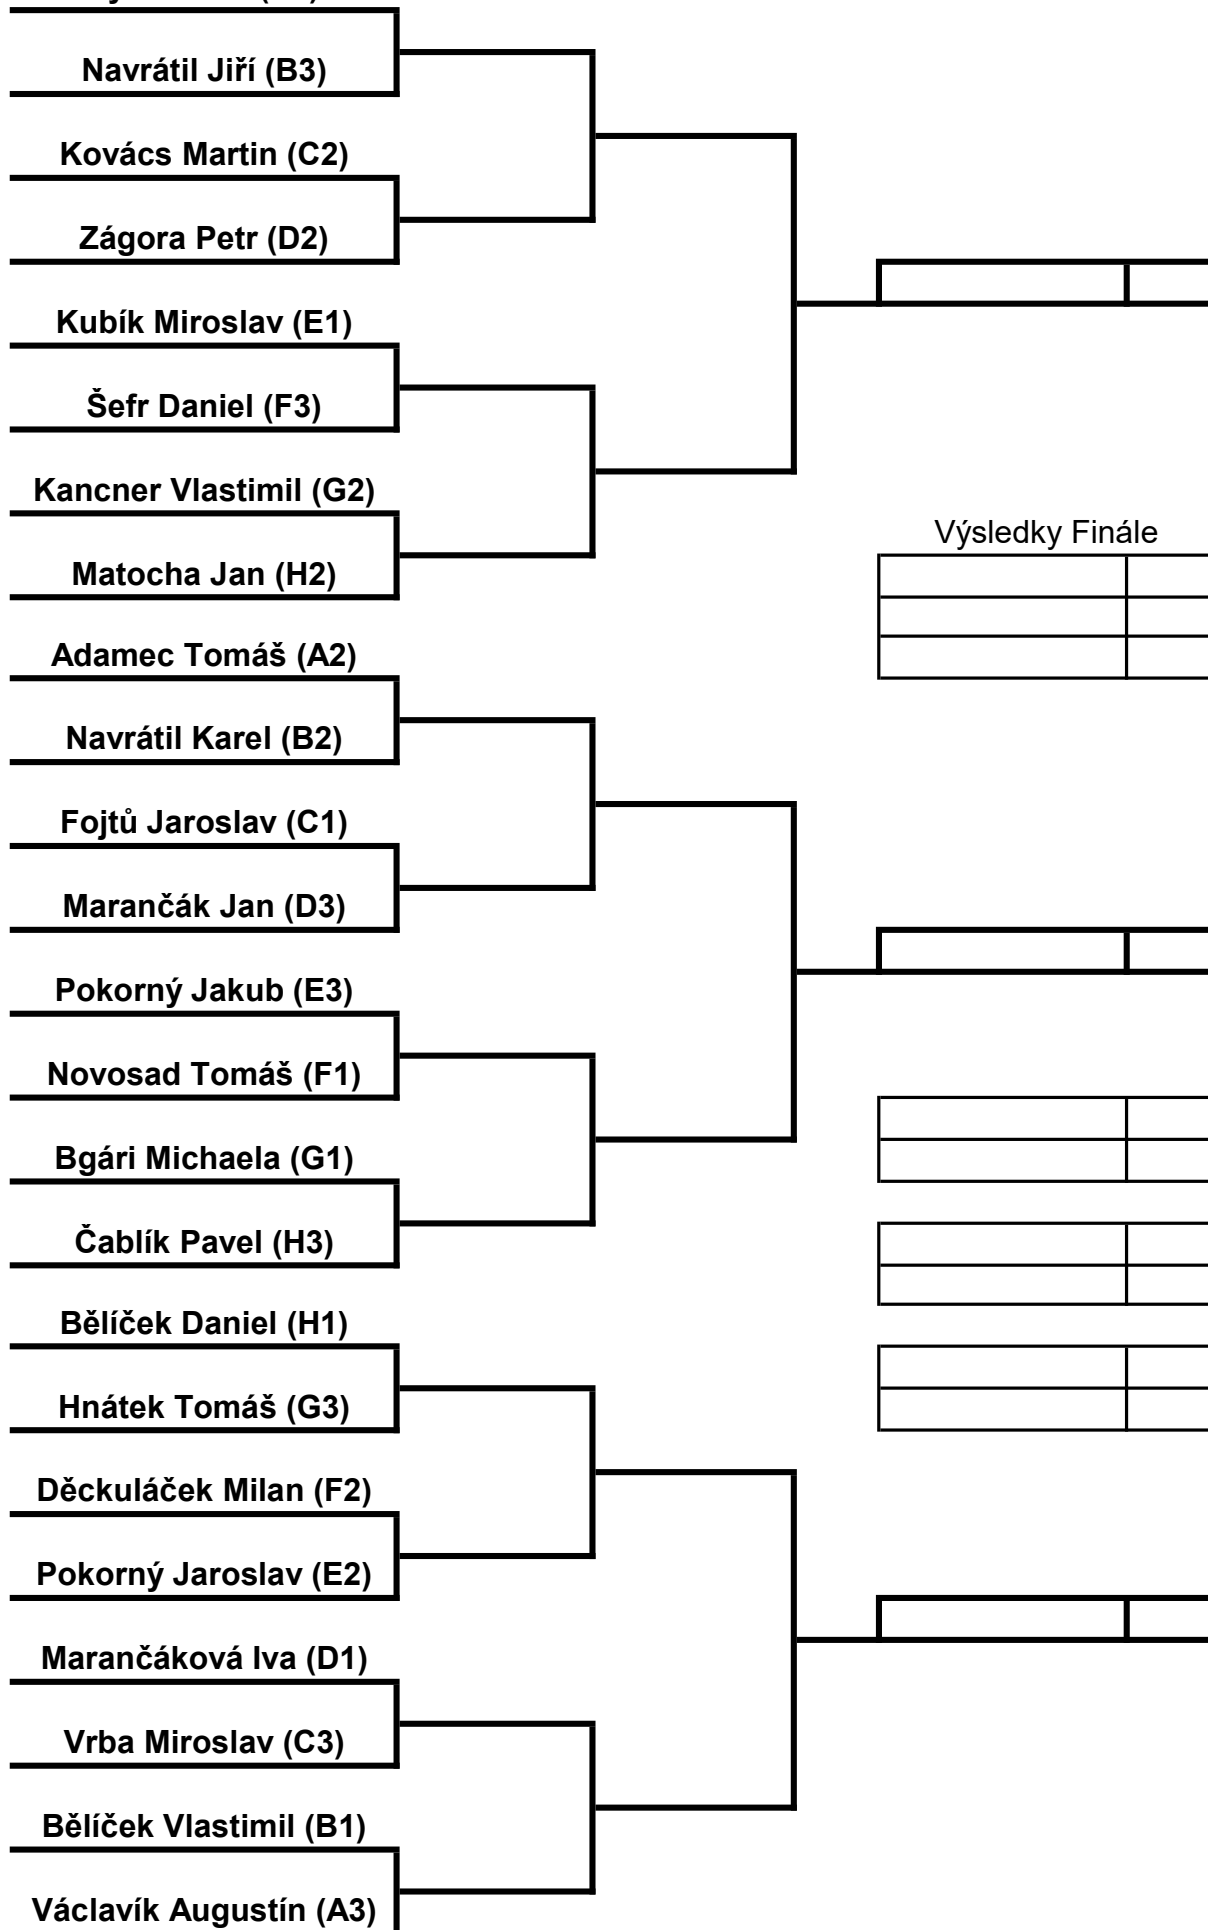 Navrátil Jiří (B3)
Kovács Martin (C2)
Zágora Petr (D2)
Kubík Miroslav (E1)
Šefr Daniel (F3)
Kancner Vlastimil (G2)
Výsledky Finále
Matocha Jan (H2)
Adamec Tomáš (A2)
Navrátil Karel (B2)
Fojtů Jaroslav (C1)
Marančák Jan (D3)
Pokorný Jakub (E3)
Novosad Tomáš (F1)
Bgári Michaela (G1)
Čablík Pavel (H3)
Bělíček Daniel (H1)
Hnátek Tomáš (G3)
Děckuláček Milan (F2)
Pokorný Jaroslav (E2)
Marančáková Iva (D1)
Vrba Miroslav (C3)
Bělíček Vlastimil (B1)
Václavík Augustín (A3)